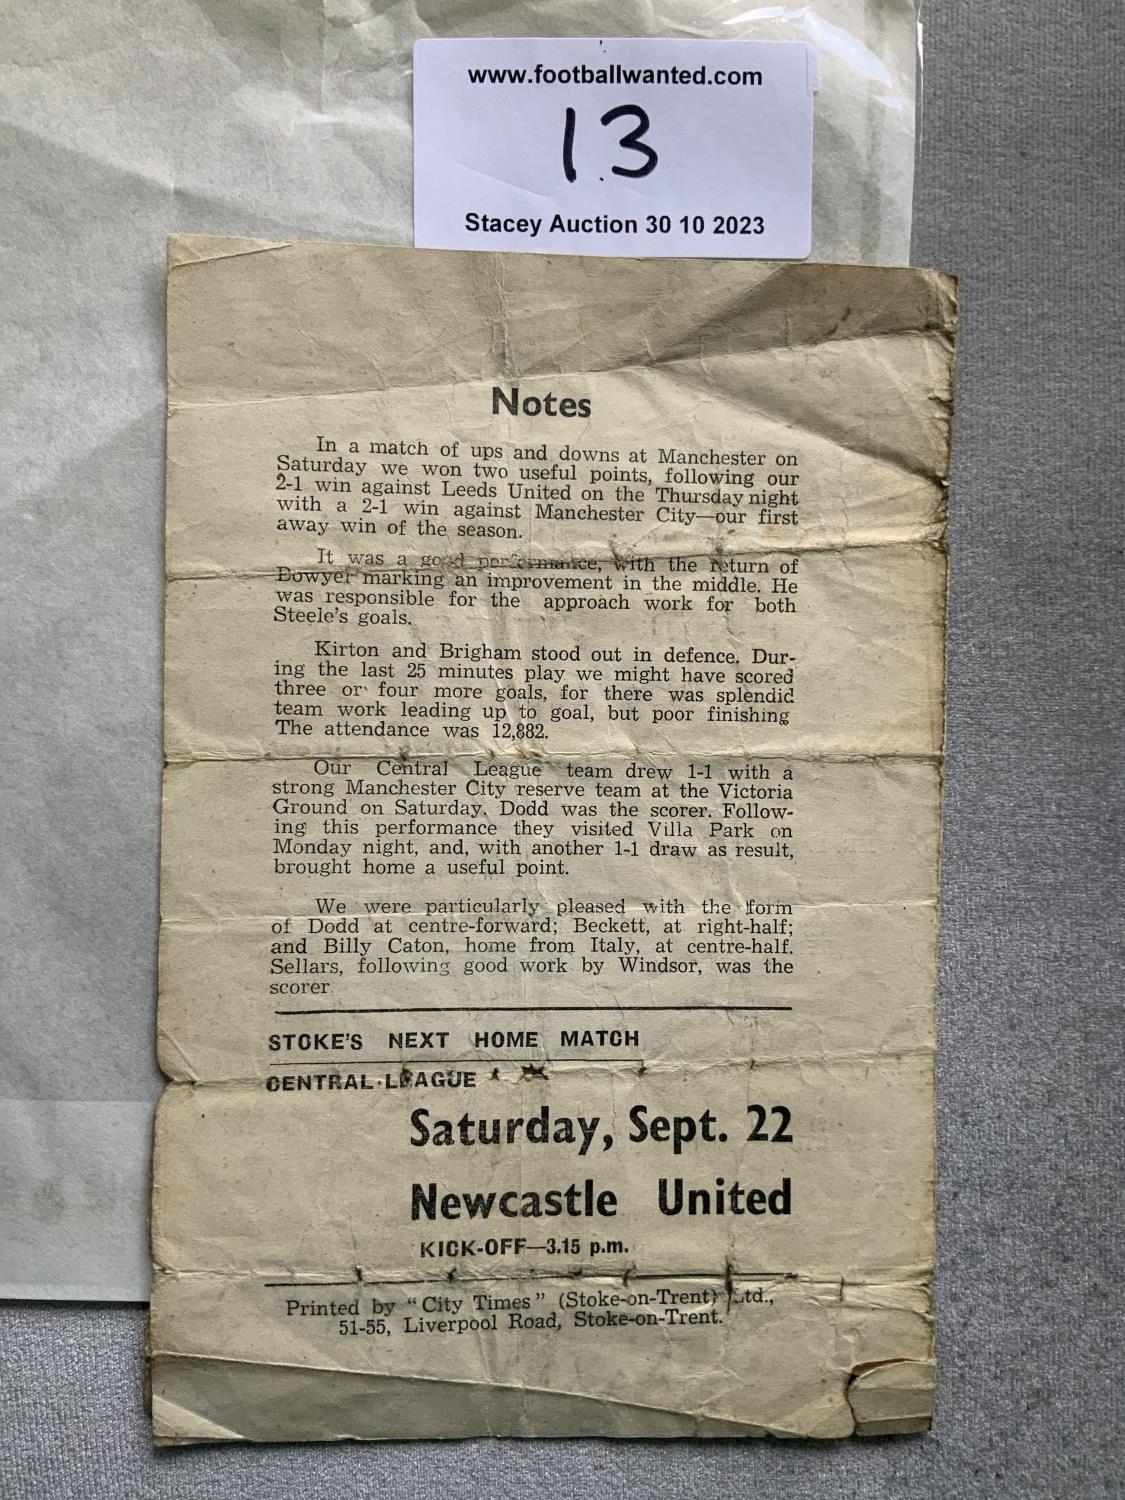 www.footballwanted.com
13
Stacey Auction 30 10 2023
Notes
In a match of ups and downs at Manchester on
Saturday we won two useful points, following our
2-1 win against Leeds United on the Thursday night
with a 2-1 win against Manchester City—our first
away win of the season.
It was a good performance, with the return of
Bowyer marking an improvement in the middle. He
was responsible for the approach work for both
Steele's goals.
Kirton and Brigham stood out in defence. Dur-
ing the last 25 minutes play we might have scored
three or four more goals, for there was splendid
team work leading up to goal, but poor finishing
The attendance was 12,882.
Our Central League team drew 1-1 with a
strong Manchester City reserve team at the Victoria
Ground on Saturday. Dodd was the scorer. Follow-
ing this performance they visited Villa Park on
Monday night, and, with another 1-1 draw as result,
brought home a useful point.
We were particularly pleased with the form
of Dodd at centre-forward; Beckett, at right-half;
and Billy Caton, home from Italy, at centre-half.
Sellars, following good work by Windsor, was the
scorer.
STOKE'S NEXT HOME MATCH
CENTRAL LEAGUE
Saturday, Sept. 22
Newcastle United
KICK-OFF—3.15 p.m.
Printed by "City Times" (Stoke-on-Trent) Ltd.,
51-55, Liverpool Road, Stoke-on-Trent.